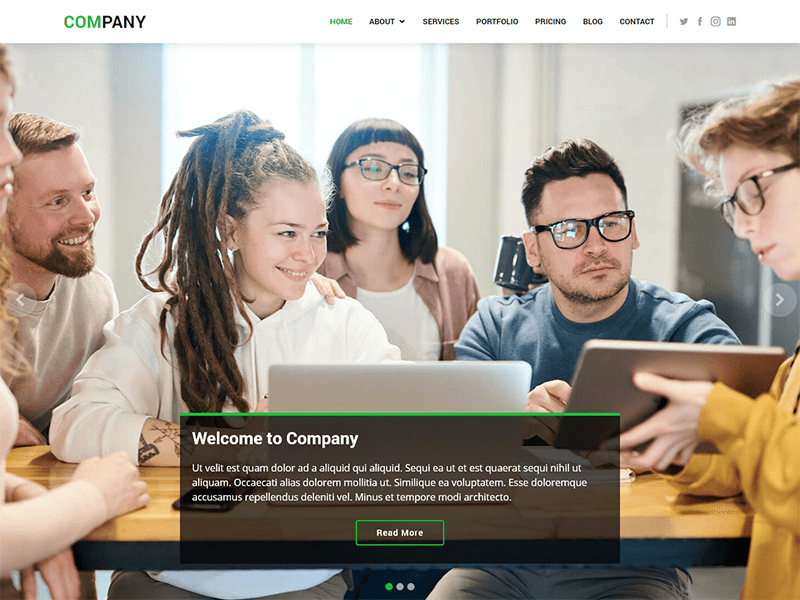 COMPANY
HOME ABOUT SERVICES PORTFOLIO PRICING BLOG CONTACT
Welcome to Company
Ut velit est quam dolor ad a aliquid qui aliquid. Sequi ea ut et est quaerat sequi nihil ut
aliquam. Occaecati alias dolorem mollitia ut. Similique ea voluptatem. Esse doloremque
accusamus repellendus deleniti vel. Minus et tempore modi architecto.
Read More